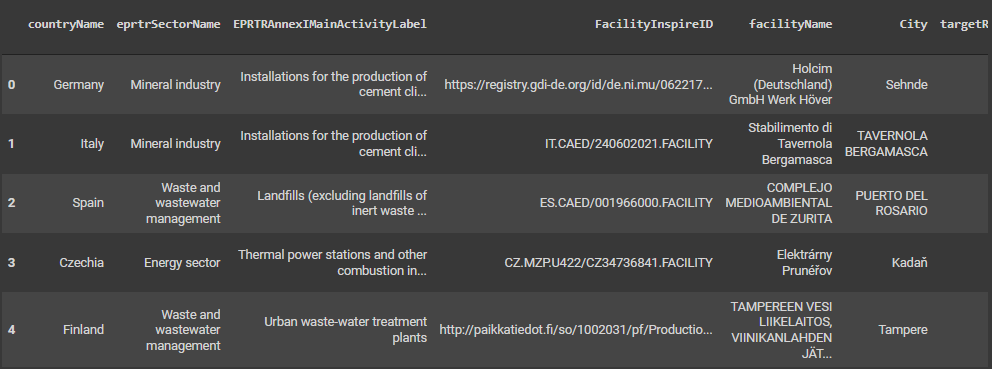 countryName eprtrSectorName EPRTRAnnexIMainActivityLabel FacilityInspireID facilityName City targetR
0 Germany Mineral industry Installations for the production of cement cli... https://registry.gdi-de.org/id/de.ni.mu/062217... Holcim (Deutschland) GmbH Werk Höver Sehnde
1 Italy Mineral industry Installations for the production of cement cli... IT.CAED/240602021.FACILITY Stabilimento di Tavernola Bergamasca TAVERNOLA BERGAMASCA
2 Spain Waste and wastewater management Landfills (excluding landfills of inert waste ... ES.CAED/001966000.FACILITY COMPLEJO MEDIOAMBIENTAL DE ZURITA PUERTO DEL ROSARIO
3 Czechia Energy sector Thermal power stations and other combustion in... CZ.MZP.U422/CZ34736841.FACILITY Elektrárny Prunéřov Kadaň
4 Finland Waste and wastewater management Urban waste-water treatment plants http://paikkatiedot.fi/so/1002031/pf/Productio... TAMPEREEN VESI LIIKELAITOS, VIINIKANLAHDEN JÄT... Tampere